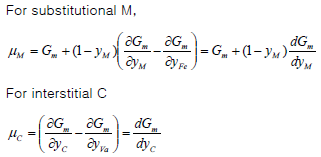 For substitutional M,
μ_M = G_m + (1 - y_M) (∂G_m/∂y_M - ∂G_m/∂y_Fe) = G_m + (1 - y_M) dG_m/dy_M
For interstitial C
μ_C = (∂G_m/∂y_C - ∂G_m/∂y_Va) = dG_m/dy_C